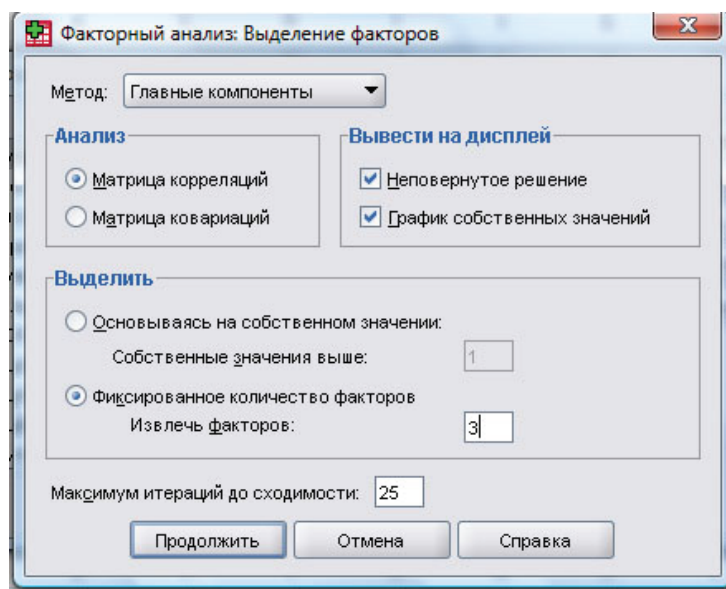 Факторный анализ: Выделение факторов
Метод: Главные компоненты
Анализ
Матрица корреляций
Матрица ковариаций
Вывести на дисплей
Неповернутое решение
График собственных значений
Выделить
Основываясь на собственном значении:
Собственные значения выше: 1
Фиксированное количество факторов
Извлечь факторов: 3
Максимум итераций до сходимости: 25
Продолжить Отмена Справка